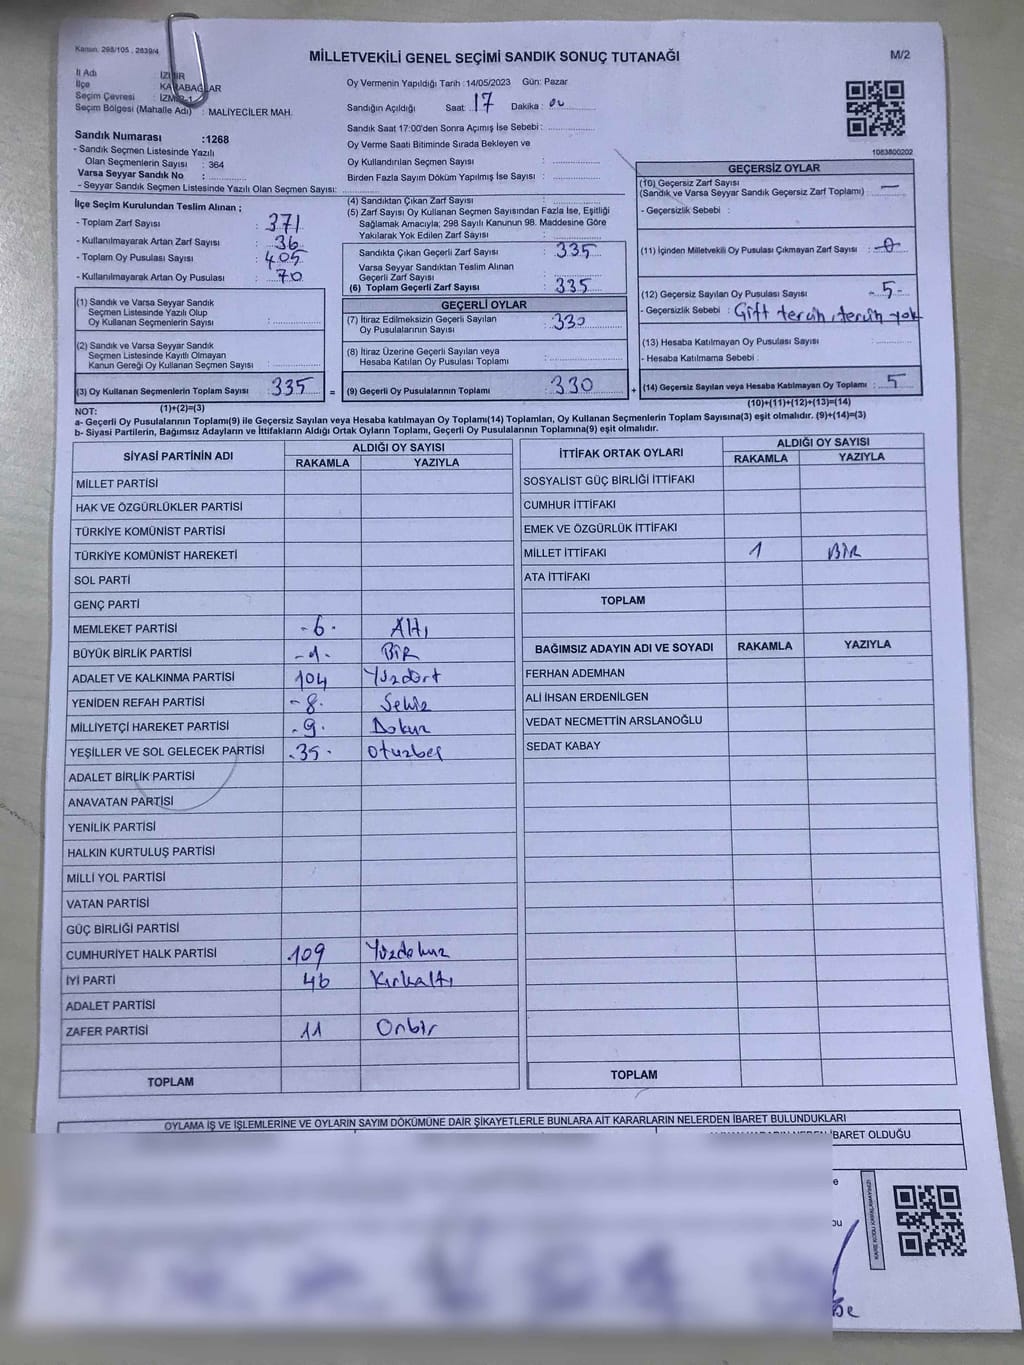 Kanun: 298/105 , 2839/4
MİLLETVEKİLİ GENEL SEÇİMİ SANDIK SONUÇ TUTANAĞI
M/2
İl Adı : İZMİR
İlçe : KARABAĞLAR
Seçim Çevresi : İZMİR-1
Seçim Bölgesi (Mahalle Adı) : MALİYECİLER MAH.
Sandık Numarası :1268
- Sandık Seçmen Listesinde Yazılı
Olan Seçmenlerin Sayısı : 364
Varsa Seyyar Sandık No :
- Seyyar Sandık Seçmen Listesinde Yazılı Olan Seçmen Sayısı:
Oy Vermenin Yapıldığı Tarih :14/05/2023 Gün: Pazar
Sandığın Açıldığı Saat: 17 Dakika : 00
Sandık Saat 17:00'den Sonra Açımış İse Sebebi :
Oy Verme Saati Bitiminde Sırada Bekleyen ve
Oy Kullandırılan Seçmen Sayısı :
Birden Fazla Sayım Döküm Yapılmış İse Sayısı :
1083800202
İlçe Seçim Kurulundan Teslim Alınan ;
- Toplam Zarf Sayısı : 371
- Kullanılmayarak Artan Zarf Sayısı : 36
- Toplam Oy Pusulası Sayısı : 405
- Kullanılmayarak Artan Oy Pusulası : 70
(1) Sandık ve Varsa Seyyar Sandık
Seçmen Listesinde Yazılı Olup
Oy Kullanan Seçmenlerin Sayısı :
(2) Sandık ve Varsa Seyyar Sandık
Seçmen Listesinde Kayıtlı Olmayan
Kanun Gereği Oy Kullanan Seçmen Sayısı :
(3) Oy Kullanan Seçmenlerin Toplam Sayısı : 335 =
(1)+(2)=(3)
(4) Sandıktan Çıkan Zarf Sayısı :
(5) Zarf Sayısı Oy Kullanan Seçmen Sayısından Fazla İse, Eşitliği
Sağlamak Amacıyla; 298 Sayılı Kanunun 98. Maddesine Göre
Yakılarak Yok Edilen Zarf Sayısı :
Sandıkta Çıkan Geçerli Zarf Sayısı : 335
Varsa Seyyar Sandıktan Teslim Alınan
Geçerli Zarf Sayısı :
(6) Toplam Geçerli Zarf Sayısı : 335
GEÇERLİ OYLAR
(7) İtiraz Edilmeksizin Geçerli Sayılan
Oy Pusulalarının Sayısı : 330
(8) İtiraz Üzerine Geçerli Sayılan veya
Hesaba Katılan Oy Pusulası Toplamı :
(9) Geçerli Oy Pusulalarının Toplamı : 330 +
GEÇERSİZ OYLAR
(10) Geçersiz Zarf Sayısı
(Sandık ve Varsa Seyyar Sandık Geçersiz Zarf Toplamı) : —
- Geçersizlik Sebebi :
(11) İçinden Milletvekili Oy Pusulası Çıkmayan Zarf Sayısı : 0
(12) Geçersiz Sayılan Oy Pusulası Sayısı : -5-
- Geçersizlik Sebebi : Çift tercih, tercih yok
(13) Hesaba Katılmayan Oy Pusulası Sayısı :
- Hesaba Katılmama Sebebi :
(14) Geçersiz Sayılan veya Hesaba Katılmayan Oy Toplamı : 5
(10)+(11)+(12)+(13)=(14)
NOT:
a- Geçerli Oy Pusulalarının Toplamı(9) ile Geçersiz Sayılan veya Hesaba katılmayan Oy Toplamı(14) Toplamları, Oy Kullanan Seçmenlerin Toplam Sayısına(3) eşit olmalıdır. (9)+(14)=(3)
b- Siyasi Partilerin, Bağımsız Adayların ve İttifakların Aldığı Ortak Oyların Toplamı, Geçerli Oy Pusulalarının Toplamına(9) eşit olmalıdır.
SİYASİ PARTİNİN ADI
ALDIĞI OY SAYISI
RAKAMLA YAZIYLA
MİLLET PARTİSİ
HAK VE ÖZGÜRLÜKLER PARTİSİ
TÜRKİYE KOMÜNİST PARTİSİ
TÜRKİYE KOMÜNİST HAREKETİ
SOL PARTİ
GENÇ PARTİ
MEMLEKET PARTİSİ -6- Altı
BÜYÜK BİRLİK PARTİSİ -1- BİR
ADALET VE KALKINMA PARTİSİ 104 Yüzdört
YENİDEN REFAH PARTİSİ -8- Sekiz
MİLLİYETÇİ HAREKET PARTİSİ -9- Dokuz
YEŞİLLER VE SOL GELECEK PARTİSİ -35- Otuzbeş
ADALET BİRLİK PARTİSİ
ANAVATAN PARTİSİ
YENİLİK PARTİSİ
HALKIN KURTULUŞ PARTİSİ
MİLLİ YOL PARTİSİ
VATAN PARTİSİ
GÜÇ BİRLİĞİ PARTİSİ
CUMHURİYET HALK PARTİSİ 109 Yüzdokuz
İYİ PARTİ 46 Kırkaltı
ADALET PARTİSİ
ZAFER PARTİSİ 11 Onbir
TOPLAM
İTTİFAK ORTAK OYLARI
ALDIĞI OY SAYISI
RAKAMLA YAZIYLA
SOSYALİST GÜÇ BİRLİĞİ İTTİFAKI
CUMHUR İTTİFAKI
EMEK VE ÖZGÜRLÜK İTTİFAKI
MİLLET İTTİFAKI 1 BİR
ATA İTTİFAKI
TOPLAM
BAĞIMSIZ ADAYIN ADI VE SOYADI RAKAMLA YAZIYLA
FERHAN ADEMHAN
ALİ İHSAN ERDENİLGEN
VEDAT NECMETTİN ARSLANOĞLU
SEDAT KABAY
TOPLAM
OYLAMA İŞ VE İŞLEMLERİNE VE OYLARIN SAYIM DÖKÜMÜNE DAİR ŞİKAYETLERLE BUNLARA AİT KARARLARIN NELERDEN İBARET BULUNDUKLARI
İBARET OLDUĞU